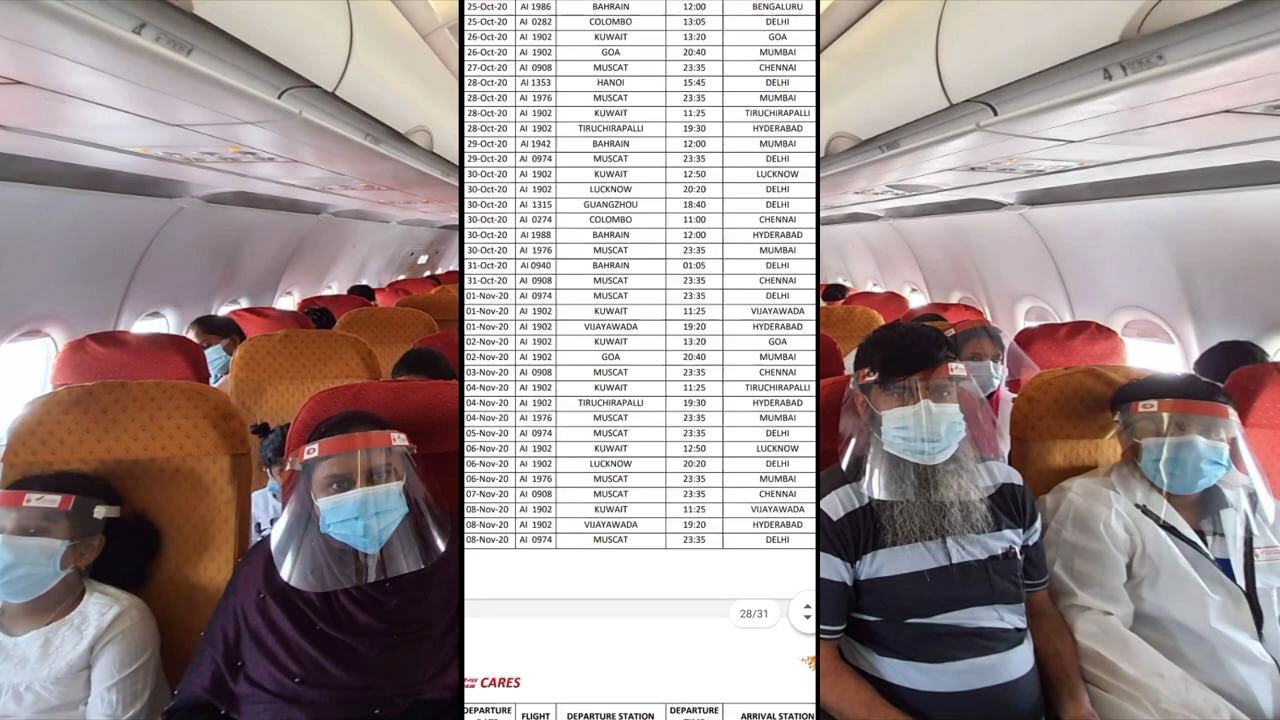 25-Oct-20 AI 1986 BAHRAIN 12:00 BENGALURU
25-Oct-20 AI 0282 COLOMBO 13:05 DELHI
26-Oct-20 AI 1902 KUWAIT 13:20 GOA
26-Oct-20 AI 1902 GOA 20:40 MUMBAI
27-Oct-20 AI 0908 MUSCAT 23:35 CHENNAI
28-Oct-20 AI 1353 HANOI 15:45 DELHI
28-Oct-20 AI 1976 MUSCAT 23:35 MUMBAI
28-Oct-20 AI 1902 KUWAIT 11:25 TIRUCHIRAPALLI
28-Oct-20 AI 1902 TIRUCHIRAPALLI 19:30 HYDERABAD
29-Oct-20 AI 1942 BAHRAIN 12:00 MUMBAI
29-Oct-20 AI 0974 MUSCAT 23:35 DELHI
30-Oct-20 AI 1902 KUWAIT 12:50 LUCKNOW
30-Oct-20 AI 1902 LUCKNOW 20:20 DELHI
30-Oct-20 AI 1315 GUANGZHOU 18:40 DELHI
30-Oct-20 AI 0274 COLOMBO 11:00 CHENNAI
30-Oct-20 AI 1988 BAHRAIN 12:00 HYDERABAD
30-Oct-20 AI 1976 MUSCAT 23:35 MUMBAI
31-Oct-20 AI 0940 BAHRAIN 01:05 DELHI
31-Oct-20 AI 0908 MUSCAT 23:35 CHENNAI
01-Nov-20 AI 0974 MUSCAT 23:35 DELHI
01-Nov-20 AI 1902 KUWAIT 11:25 VIJAYAWADA
01-Nov-20 AI 1902 VIJAYAWADA 19:20 HYDERABAD
02-Nov-20 AI 1902 KUWAIT 13:20 GOA
02-Nov-20 AI 1902 GOA 20:40 MUMBAI
03-Nov-20 AI 0908 MUSCAT 23:35 CHENNAI
04-Nov-20 AI 1902 KUWAIT 11:25 TIRUCHIRAPALLI
04-Nov-20 AI 1902 TIRUCHIRAPALLI 19:30 HYDERABAD
04-Nov-20 AI 1976 MUSCAT 23:35 MUMBAI
05-Nov-20 AI 0974 MUSCAT 23:35 DELHI
06-Nov-20 AI 1902 KUWAIT 12:50 LUCKNOW
06-Nov-20 AI 1902 LUCKNOW 20:20 DELHI
06-Nov-20 AI 1976 MUSCAT 23:35 MUMBAI
07-Nov-20 AI 0908 MUSCAT 23:35 CHENNAI
08-Nov-20 AI 1902 KUWAIT 11:25 VIJAYAWADA
08-Nov-20 AI 1902 VIJAYAWADA 19:20 HYDERABAD
08-Nov-20 AI 0974 MUSCAT 23:35 DELHI
28/31
CARES
DEPARTURE FLIGHT DEPARTURE STATION DEPARTURE ARRIVAL STATION
4
4